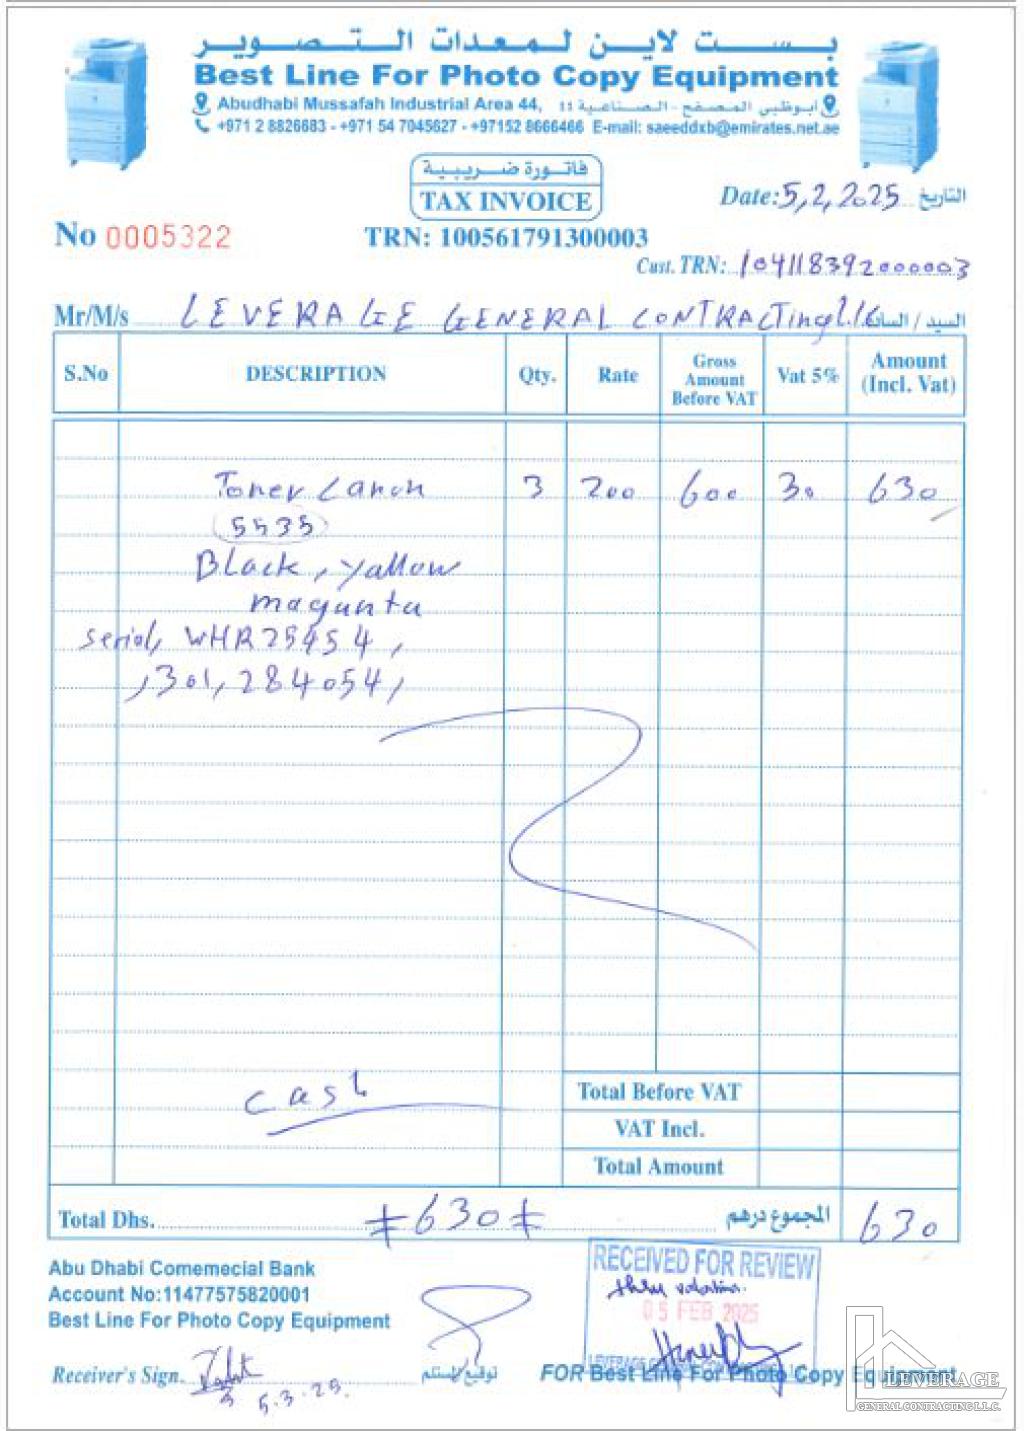 بست لاين لمعدات التصوير
Best Line For Photo Copy Equipment
Abudhabi Mussafah Industrial Area 44, ابوظبي المصفح - الصناعية ٤٤
+971 2 8826683 - +971 54 7045627 - +97152 8666466 E-mail: saeeddxb@emirates.net.ae
فاتورة ضريبية
TAX INVOICE
Date: 5,2,2025 التاريخ
No 0005322
TRN: 100561791300003
Cust. TRN: 104118392000003
Mr/M/s LEVERAGE GENERAL CONTRACTing L.L.C السيد / السادة
S.No DESCRIPTION Qty. Rate Gross Amount Before VAT Vat 5% Amount (Incl. Vat)
Toner Canon 3 200 600 30 630
5535
Black, yallow
magunta
Serial, WHR25454,
,301,284054,
cash
Total Before VAT
VAT Incl.
Total Amount
Total Dhs. ≠630≠ المجموع درهم 630
Abu Dhabi Comemecial Bank
Account No:11477575820001
Best Line For Photo Copy Equipment
RECEIVED FOR REVIEW
05 FEB 2025
Receiver's Sign. توقيع المستلم
5.3.25.
FOR Best Line For Photo Copy Equipment
LEVERAGE
GENERAL CONTRACTING L.L.C.